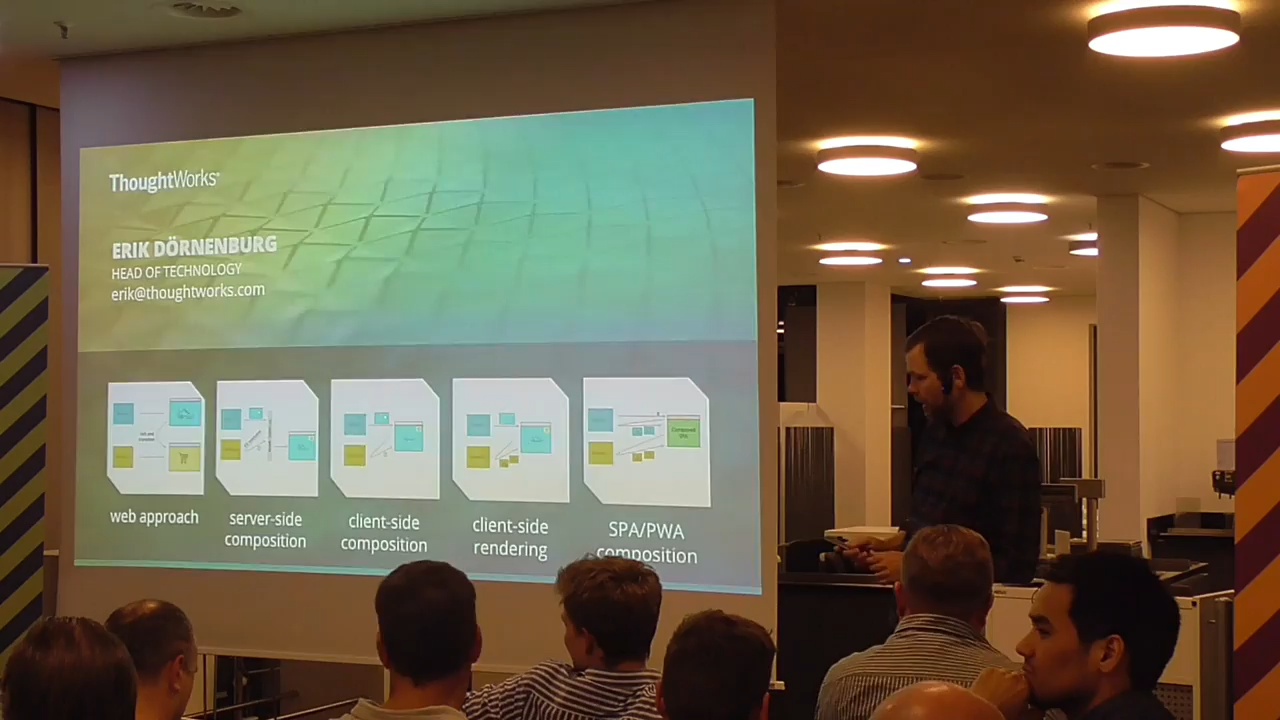 ThoughtWorks®
ERIK DÖRNENBURG
HEAD OF TECHNOLOGY
erik@thoughtworks.com
web approach
server-side
composition
client-side
composition
client-side
rendering
SPA/PWA
composition